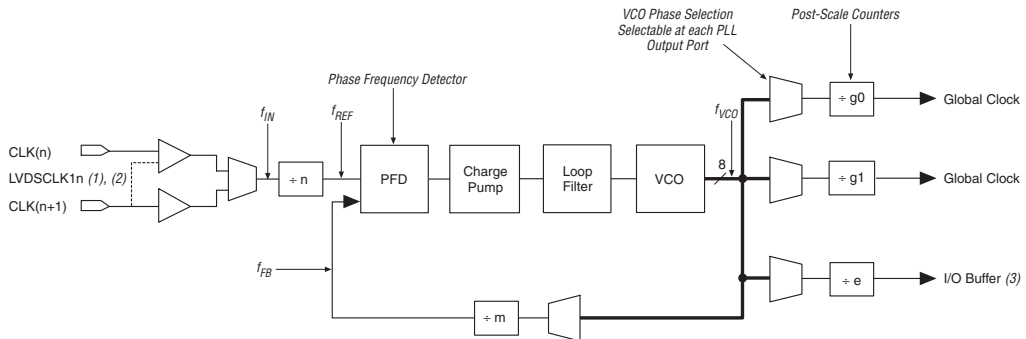 VCO Phase Selection
Selectable at each PLL
Output Port
Post-Scale Counters
Phase Frequency Detector
f_IN
f_REF
f_VCO
÷ g0
Global Clock
CLK(n)
LVDSCLK1n (1), (2)
CLK(n+1)
÷ n
PFD
Charge
Pump
Loop
Filter
VCO
8
÷ g1
Global Clock
f_FB
÷ m
÷ e
I/O Buffer (3)